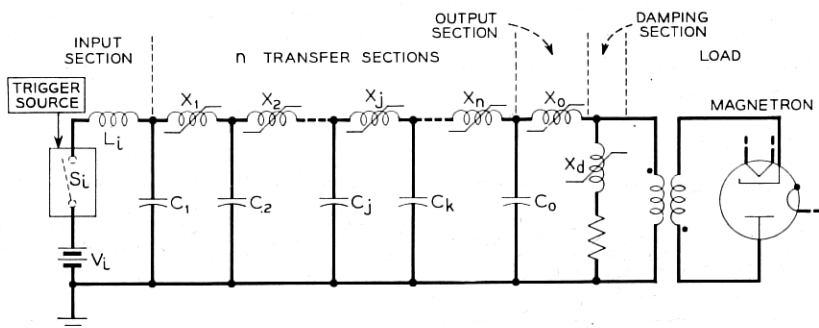 INPUT
SECTION
n TRANSFER SECTIONS
OUTPUT
SECTION
DAMPING
SECTION
LOAD
TRIGGER
SOURCE
MAGNETRON
Li
X1
X2
Xj
Xn
Xo
Xd
Si
Vi
C1
C2
Cj
Ck
Co